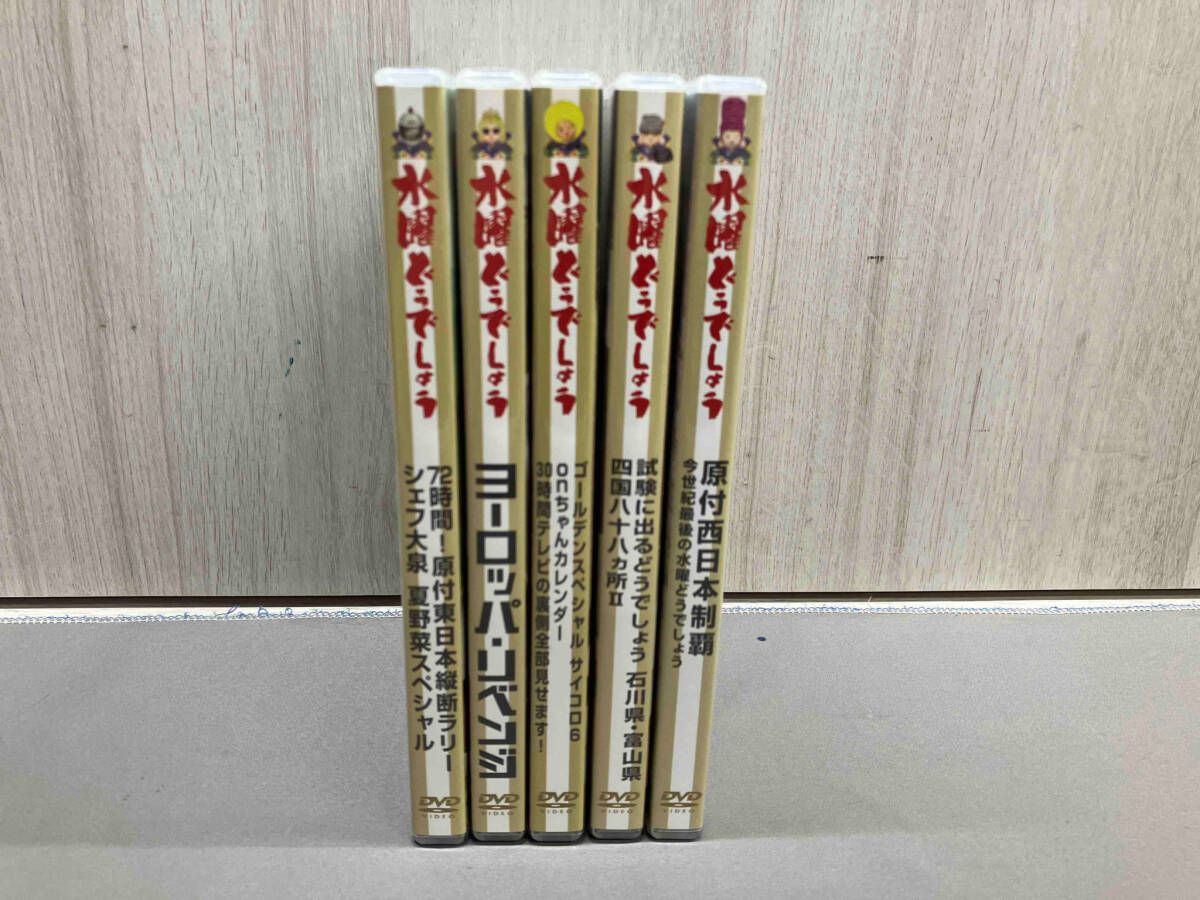 水曜どうでしょう
72時間！原付東日本縦断ラリー
シェフ大泉 夏野菜スペシャル
DVD
VIDEO
水曜どうでしょう
ヨーロッパ・リベンジ
DVD
VIDEO
水曜どうでしょう
ゴールデンスペシャル サイコロ6
onちゃんカレンダー
30時間テレビの裏側全部見せます！
DVD
VIDEO
水曜どうでしょう
試験に出るどうでしょう 石川県・富山県
四国八十八ヵ所II
DVD
VIDEO
水曜どうでしょう
原付西日本制覇
今世紀最後の水曜どうでしょう
DVD
VIDEO